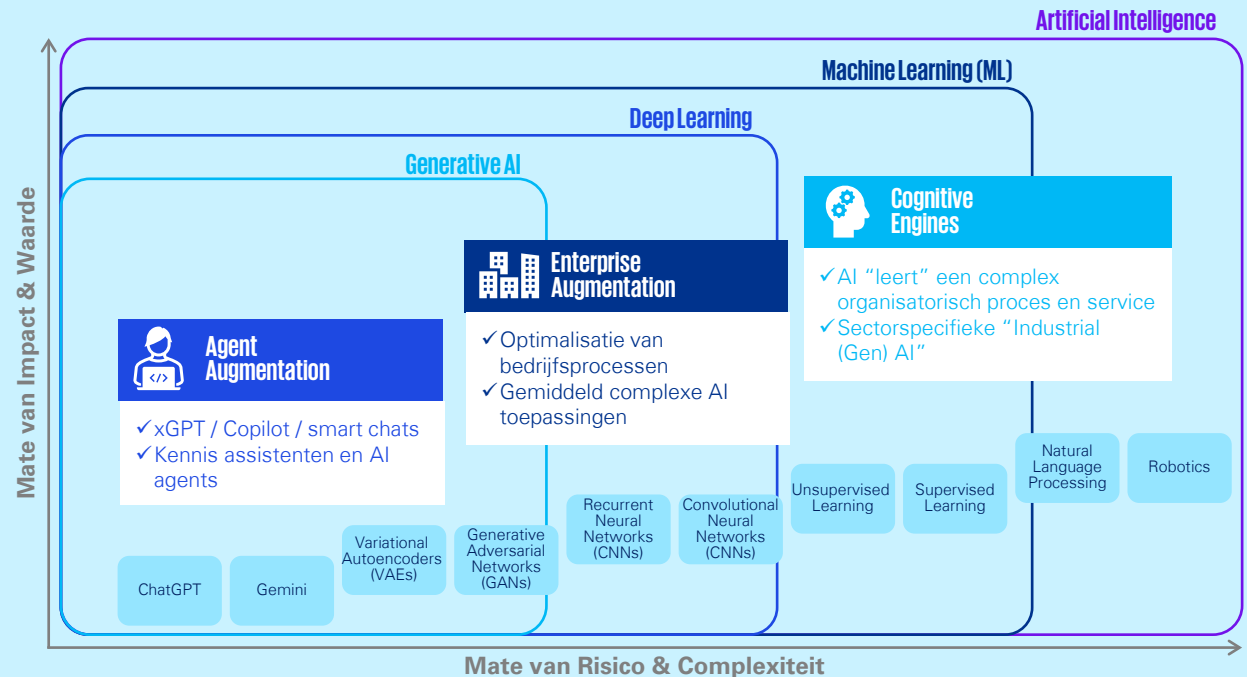 Artificial Intelligence
Machine Learning (ML)
Deep Learning
Generative AI
Mate van Impact & Waarde
Cognitive
Engines
✓ AI “leert” een complex
organisatorisch proces en service
✓ Sectorspecifieke “Industrial
(Gen) AI”
Enterprise
Augmentation
✓ Optimalisatie van
bedrijfsprocessen
✓ Gemiddeld complexe AI
toepassingen
Agent
Augmentation
</>
✓ xGPT / Copilot / smart chats
✓ Kennis assistenten en AI
agents
ChatGPT
Gemini
Variational
Autoencoders
(VAEs)
Generative
Adversarial
Networks
(GANs)
Recurrent
Neural
Networks
(CNNs)
Convolutional
Neural
Networks
(CNNs)
Unsupervised
Learning
Supervised
Learning
Natural
Language
Processing
Robotics
Mate van Risico & Complexiteit